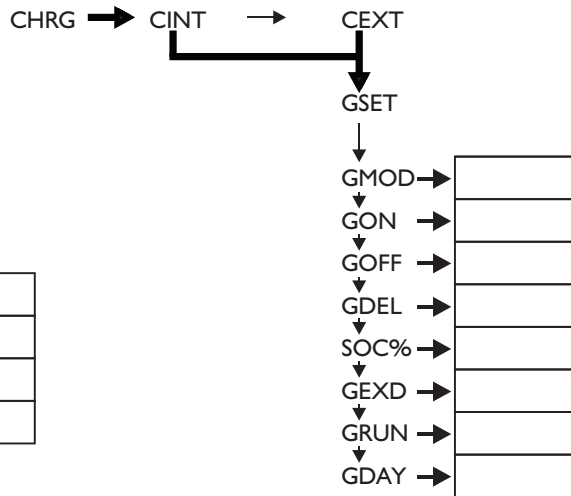 CHRG CINT CEXT
GSET
GMOD
GON
GOFF
GDEL
SOC%
GEXD
GRUN
GDAY